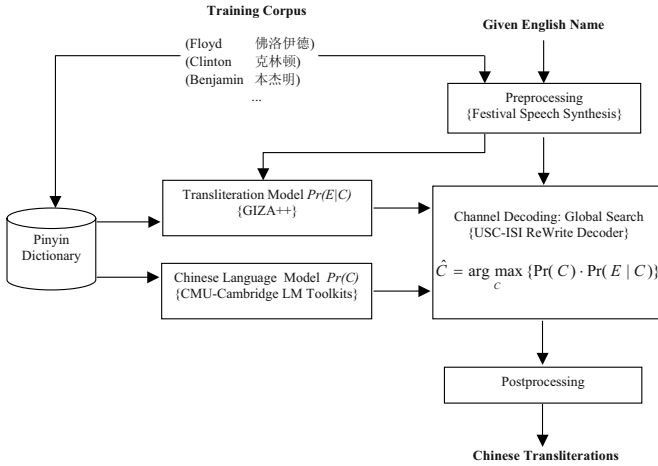 Training Corpus
(Floyd 佛洛伊德)
(Clinton 克林顿)
(Benjamin 本杰明)
...
Given English Name
Preprocessing
{Festival Speech Synthesis}
Transliteration Model Pr(E|C)
{GIZA++}
Pinyin
Dictionary
Chinese Language Model Pr(C)
{CMU-Cambridge LM Toolkits}
Channel Decoding: Global Search
{USC-ISI ReWrite Decoder}
Ĉ = arg max {Pr( C ) · Pr( E | C )}
C
Postprocessing
Chinese Transliterations